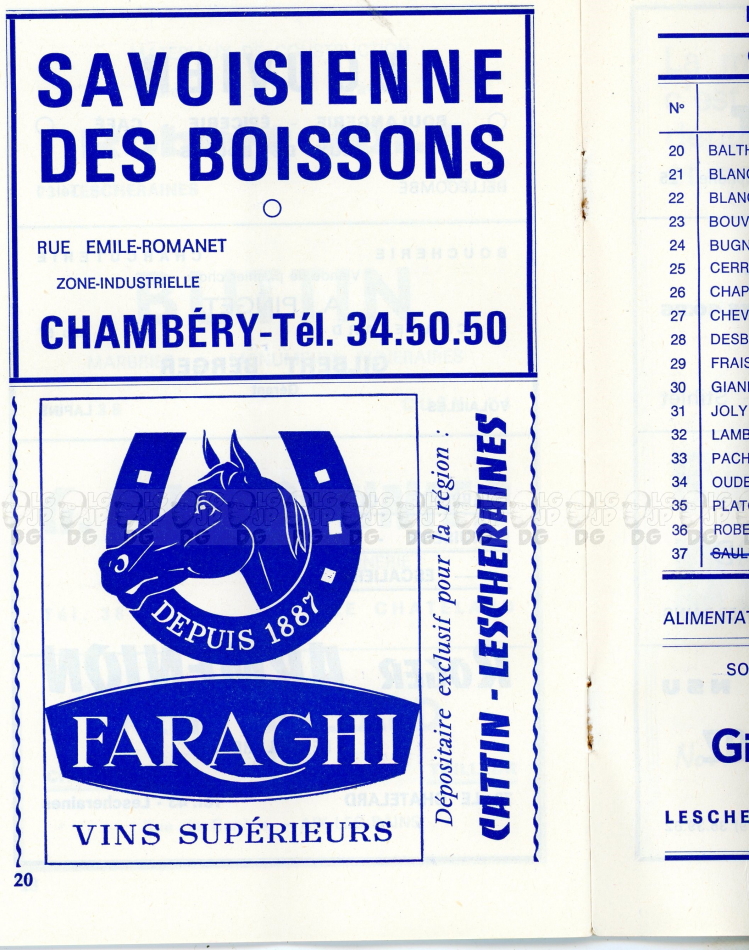 SAVOISIENNE
DES BOISSONS
RUE EMILE-ROMANET
ZONE-INDUSTRIELLE
CHAMBÉRY-Tél. 34.50.50
DEPUIS 1887
FARAGHI
VINS SUPÉRIEURS
Dépositaire exclusif pour la région :
CATTIN - LESCHERAINES
20
N°
20 BALTH
21 BLANC
22 BLANC
23 BOUV
24 BUGN
25 CERR
26 CHAP
27 CHEV
28 DESB
29 FRAIS
30 GIANN
31 JOLY
32 LAMB
33 PACH
34 OUDE
35 PLATO
36 ROBE
37 SAUL
ALIMENTAT
SO
Gi
LESCHE